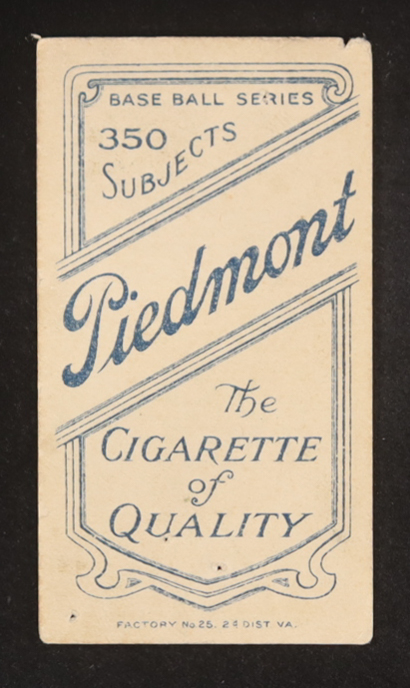 BASE BALL SERIES
350
SUBJECTS
Piedmont
The
CIGARETTE
of
QUALITY
FACTORY No 25. 2d DIST. VA.